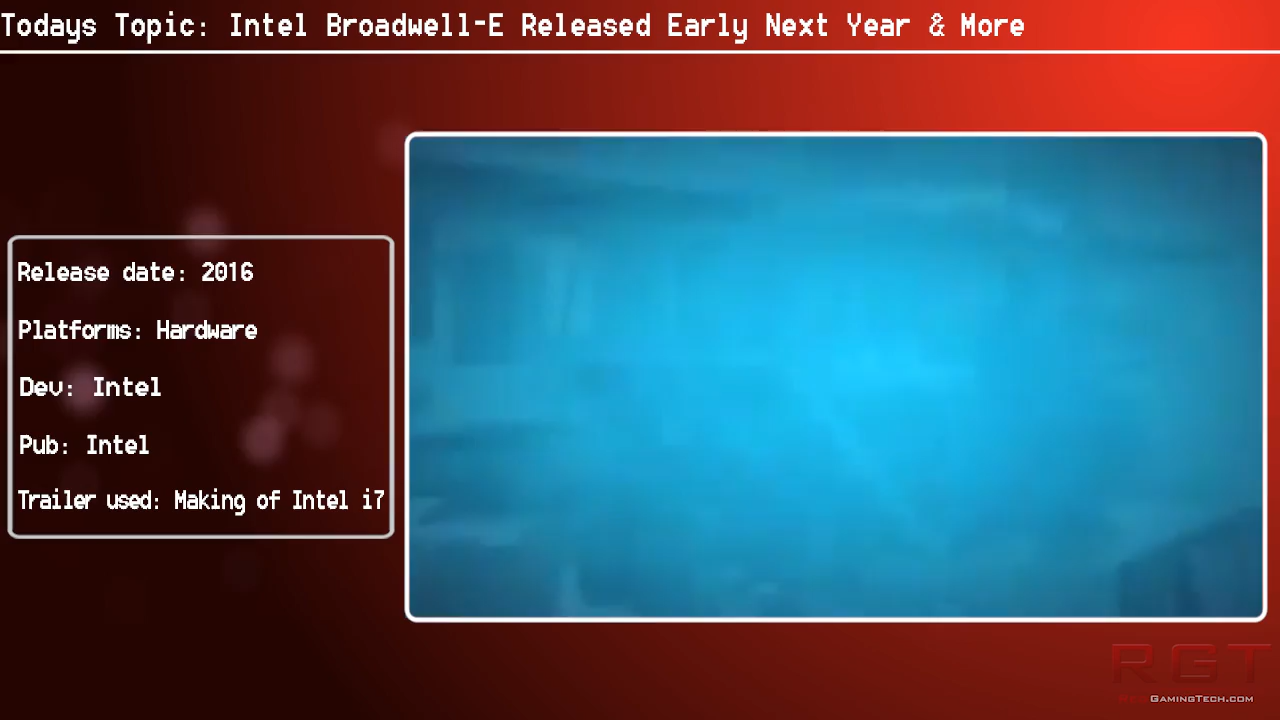 Todays Topic: Intel Broadwell-E Released Early Next Year & More
Release date: 2016
Platforms: Hardware
Dev: Intel
Pub: Intel
Trailer used: Making of Intel i7
RGT
RedGamingTech.com